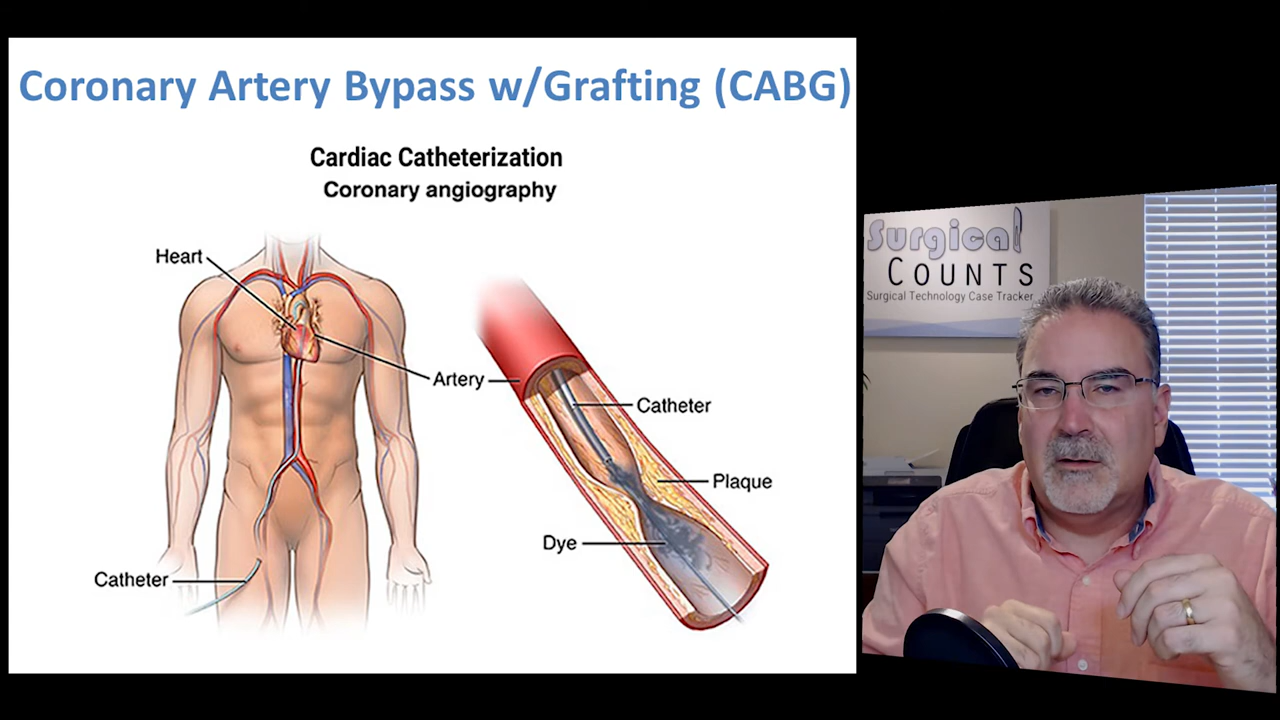 Coronary Artery Bypass w/Grafting (CABG)
Cardiac Catheterization
Coronary angiography
Heart
Artery
Catheter
Plaque
Dye
Catheter
Surgical
COUNTS
Surgical Technology Case Tracker